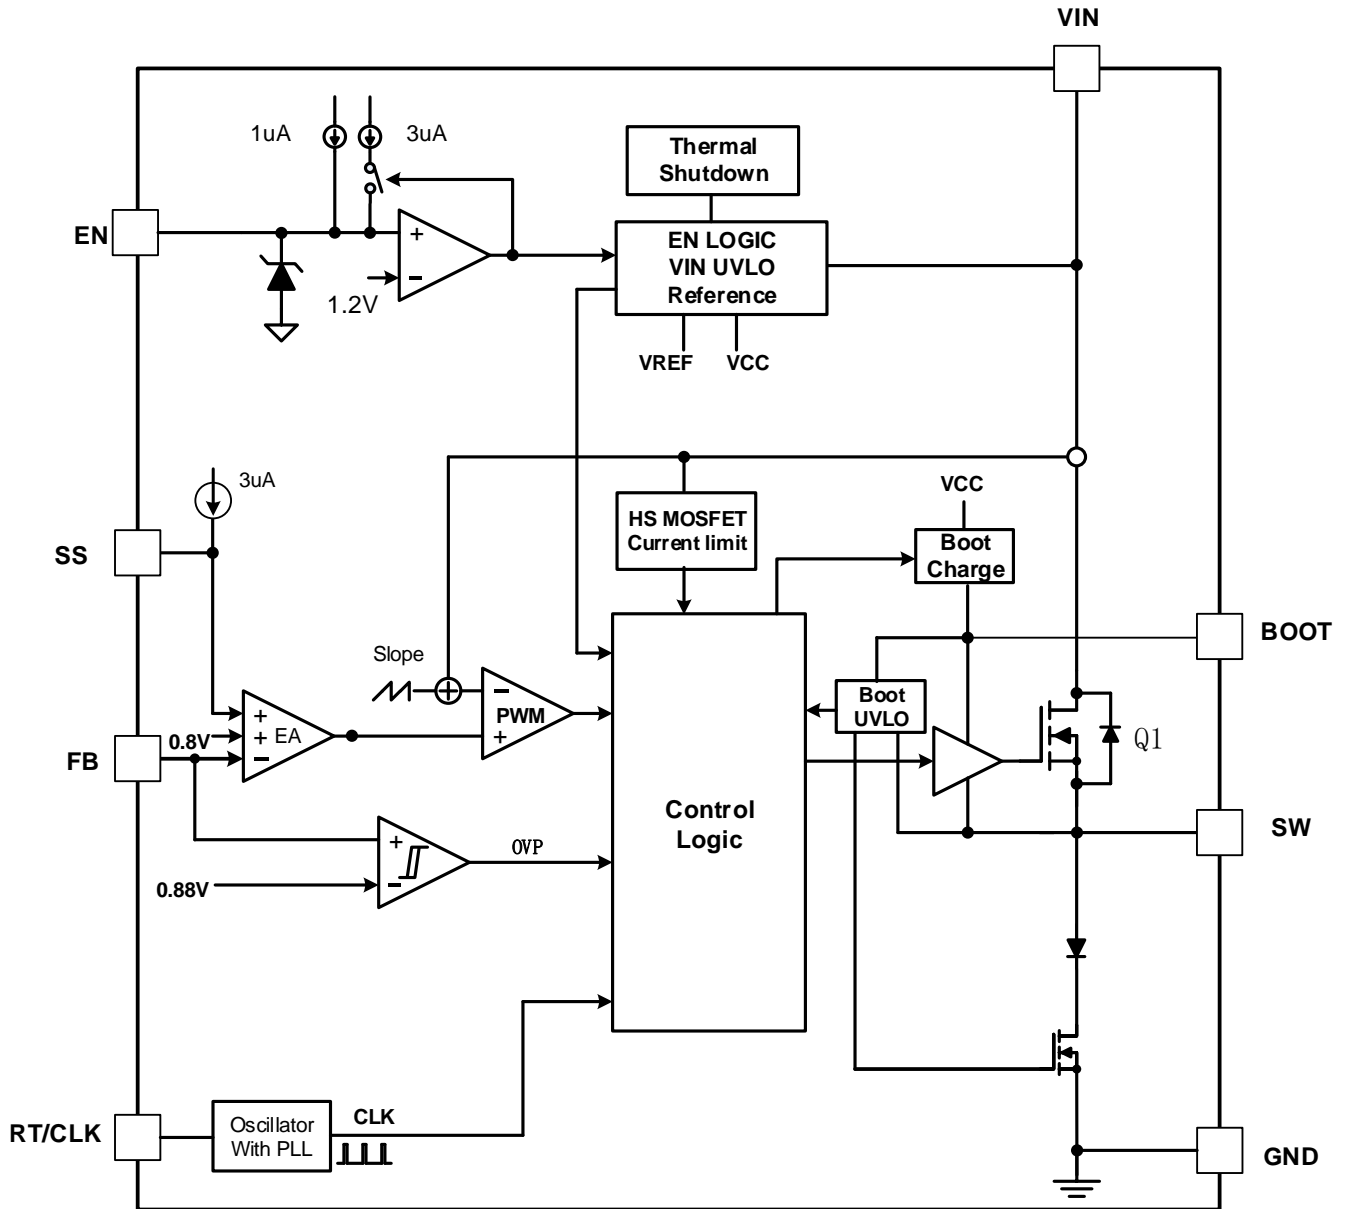 VIN
1uA
3uA
Thermal
Shutdown
EN
+
−
1.2V
EN LOGIC
VIN UVLO
Reference
VREF
VCC
3uA
SS
HS MOSFET
Current limit
VCC
Boot
Charge
BOOT
Slope
+
−
PWM
+
Boot
UVLO
Q1
+
+ EA
−
0.8V
FB
Control
Logic
SW
+
−
OVP
0.88V
RT/CLK
Oscillator
With PLL
CLK
GND